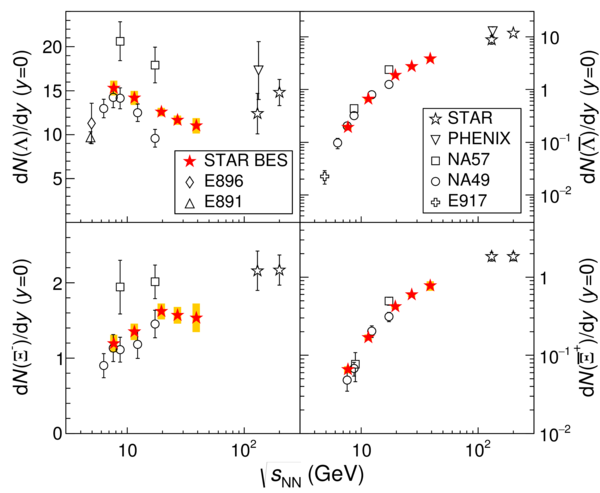 dN(Λ)/dy (y=0)
20
15
10
5
STAR BES
E896
E891
10
1
10⁻¹
10⁻²
dN(Λ̅)/dy (y=0)
STAR
PHENIX
NA57
NA49
E917
dN(Ξ⁻)/dy (y=0)
2
1
0
10
10²
1
10⁻¹
10⁻²
dN(Ξ̅⁺)/dy (y=0)
10
10²
√sNN (GeV)